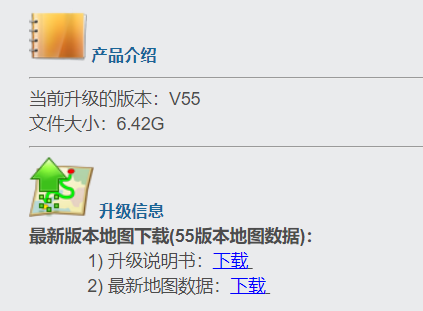 产品介绍
当前升级的版本：V55
文件大小：6.42G
升级信息
最新版本地图下载(55版本地图数据)：
1) 升级说明书：下载
2) 最新地图数据：下载